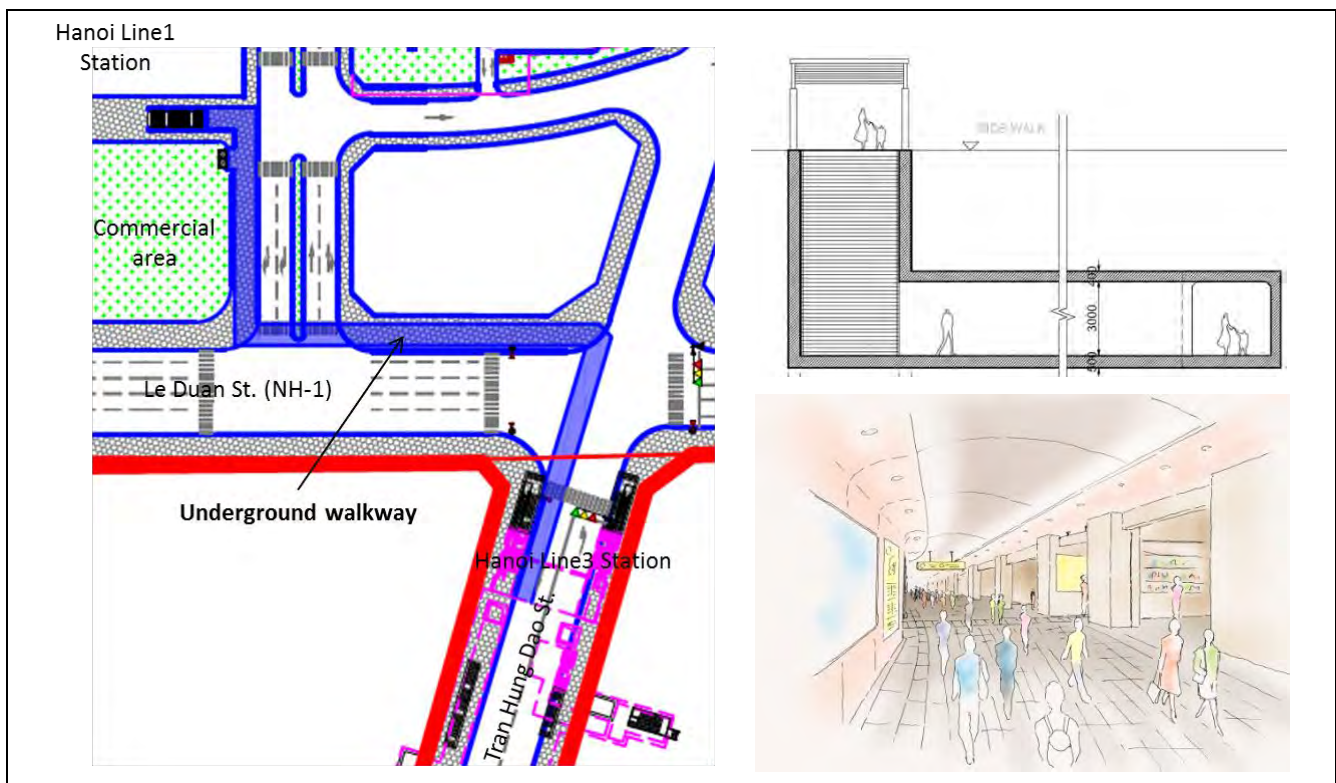 Hanoi Line1
Station
Commercial
area
Le Duan St. (NH-1)
Underground walkway
Hanoi Line3 Station
Tran Hung Dao St.
SIDE WALK
400
3000
500